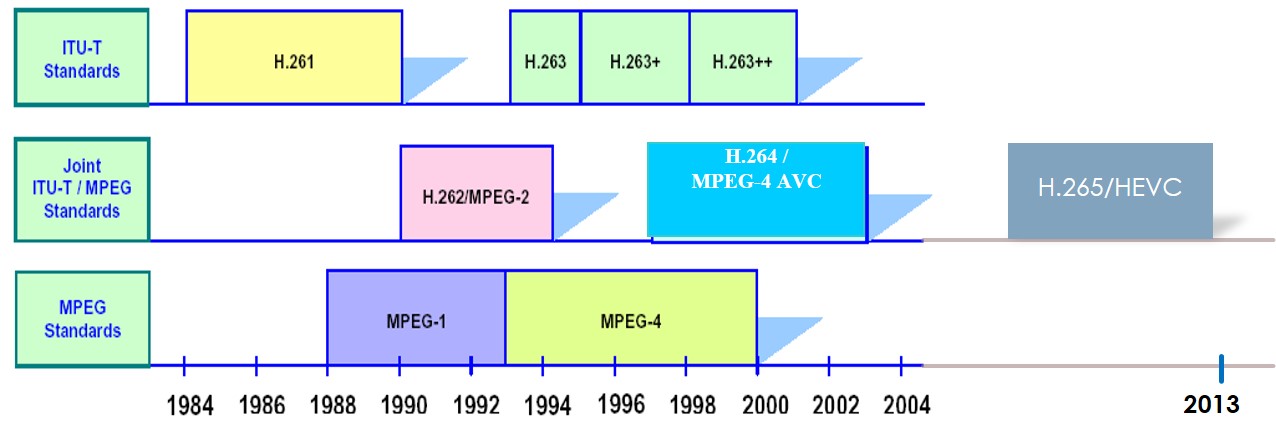 ITU-T
Standards
H.261
H.263
H.263+
H.263++
Joint
ITU-T / MPEG
Standards
H.262/MPEG-2
H.264 /
MPEG-4 AVC
H.265/HEVC
MPEG
Standards
MPEG-1
MPEG-4
1984 1986 1988 1990 1992 1994 1996 1998 2000 2002 2004 2013